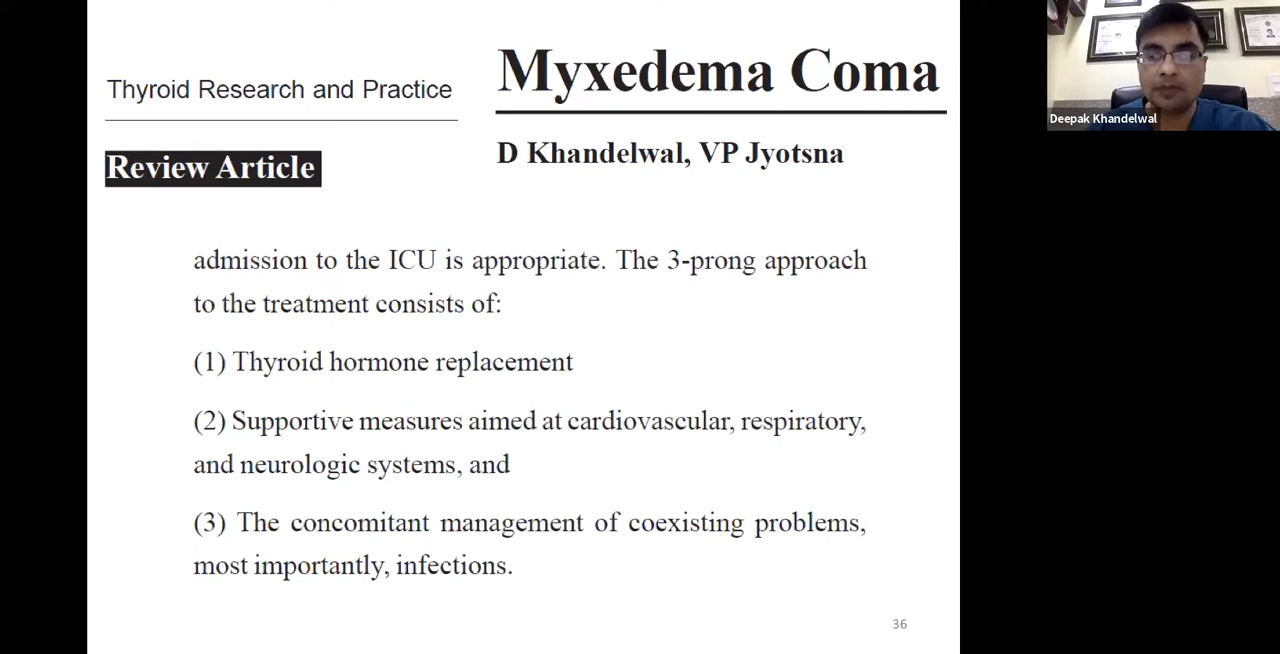 Thyroid Research and Practice
Myxedema Coma
Review Article
D Khandelwal, VP Jyotsna
admission to the ICU is appropriate. The 3-prong approach
to the treatment consists of:
(1) Thyroid hormone replacement
(2) Supportive measures aimed at cardiovascular, respiratory,
and neurologic systems, and
(3) The concomitant management of coexisting problems,
most importantly, infections.
36
Deepak Khandelwal